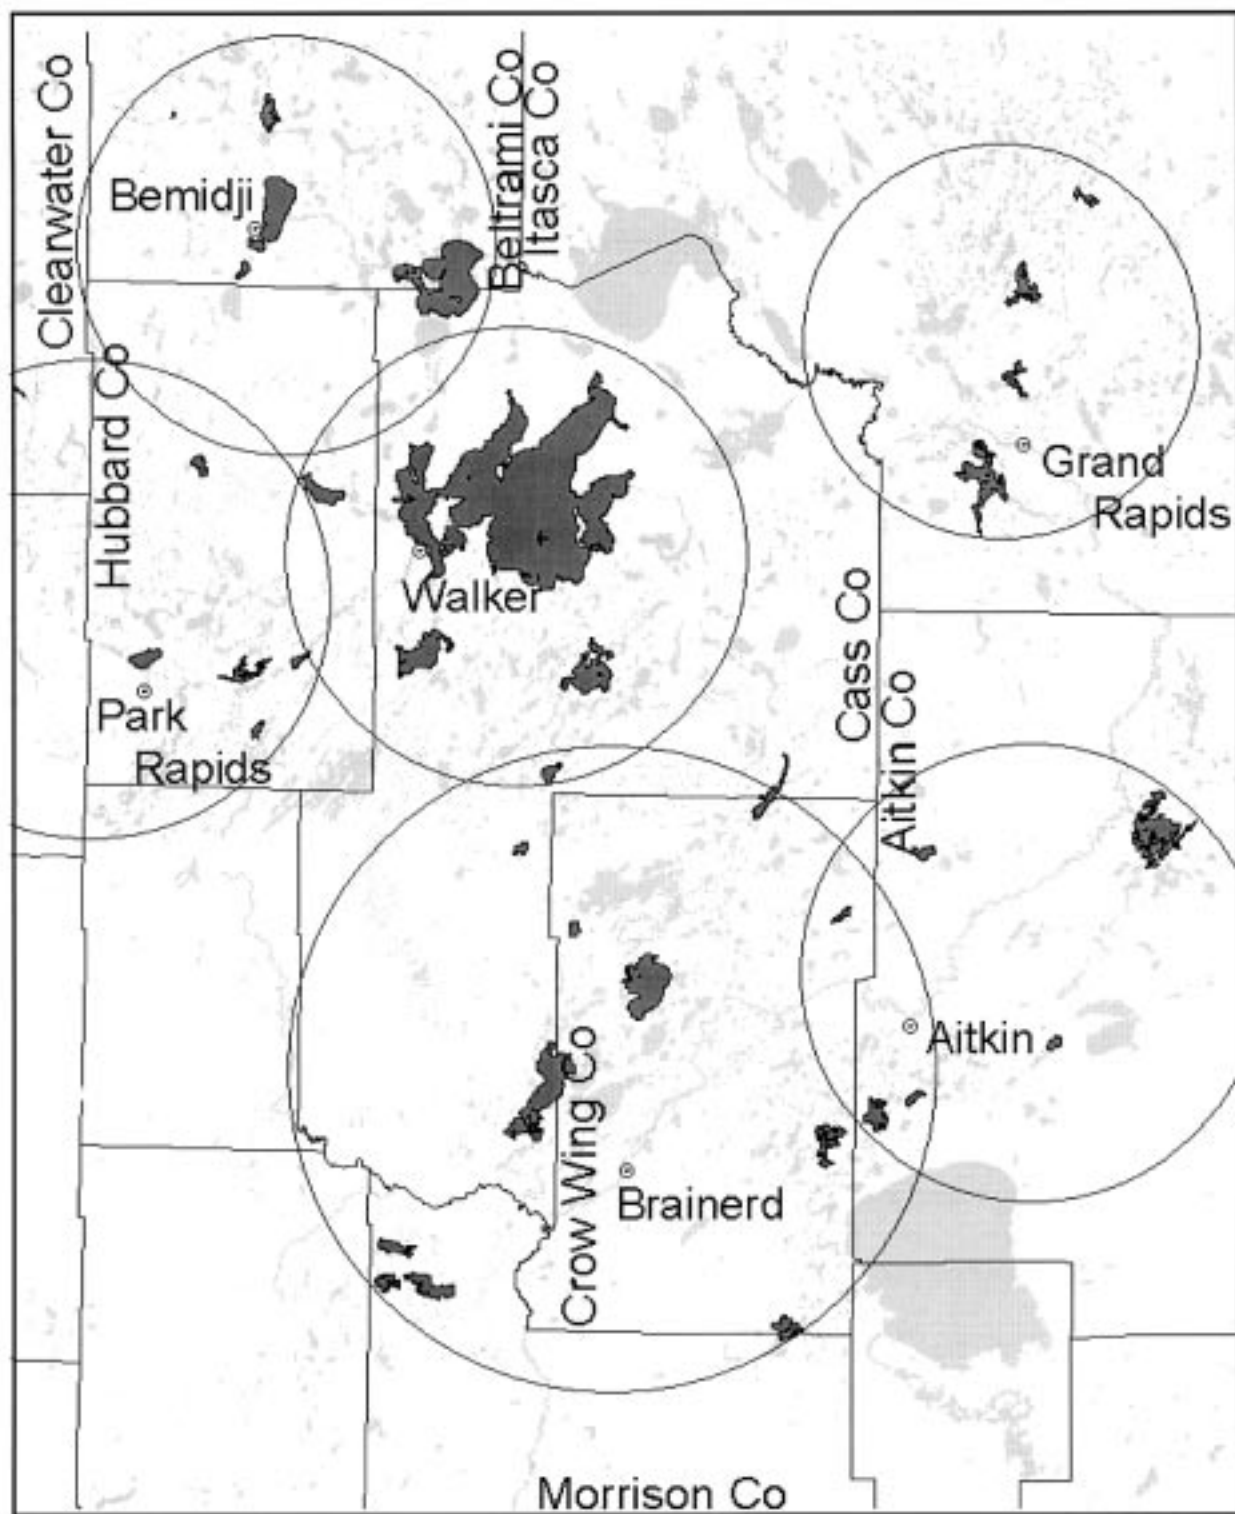 Clearwater Co
Beltrami Co
Itasca Co
Bemidji
Hubbard Co
Grand
Rapids
Walker
Cass Co
Aitkin Co
Park
Rapids
Aitkin
Crow Wing Co
Brainerd
Morrison Co